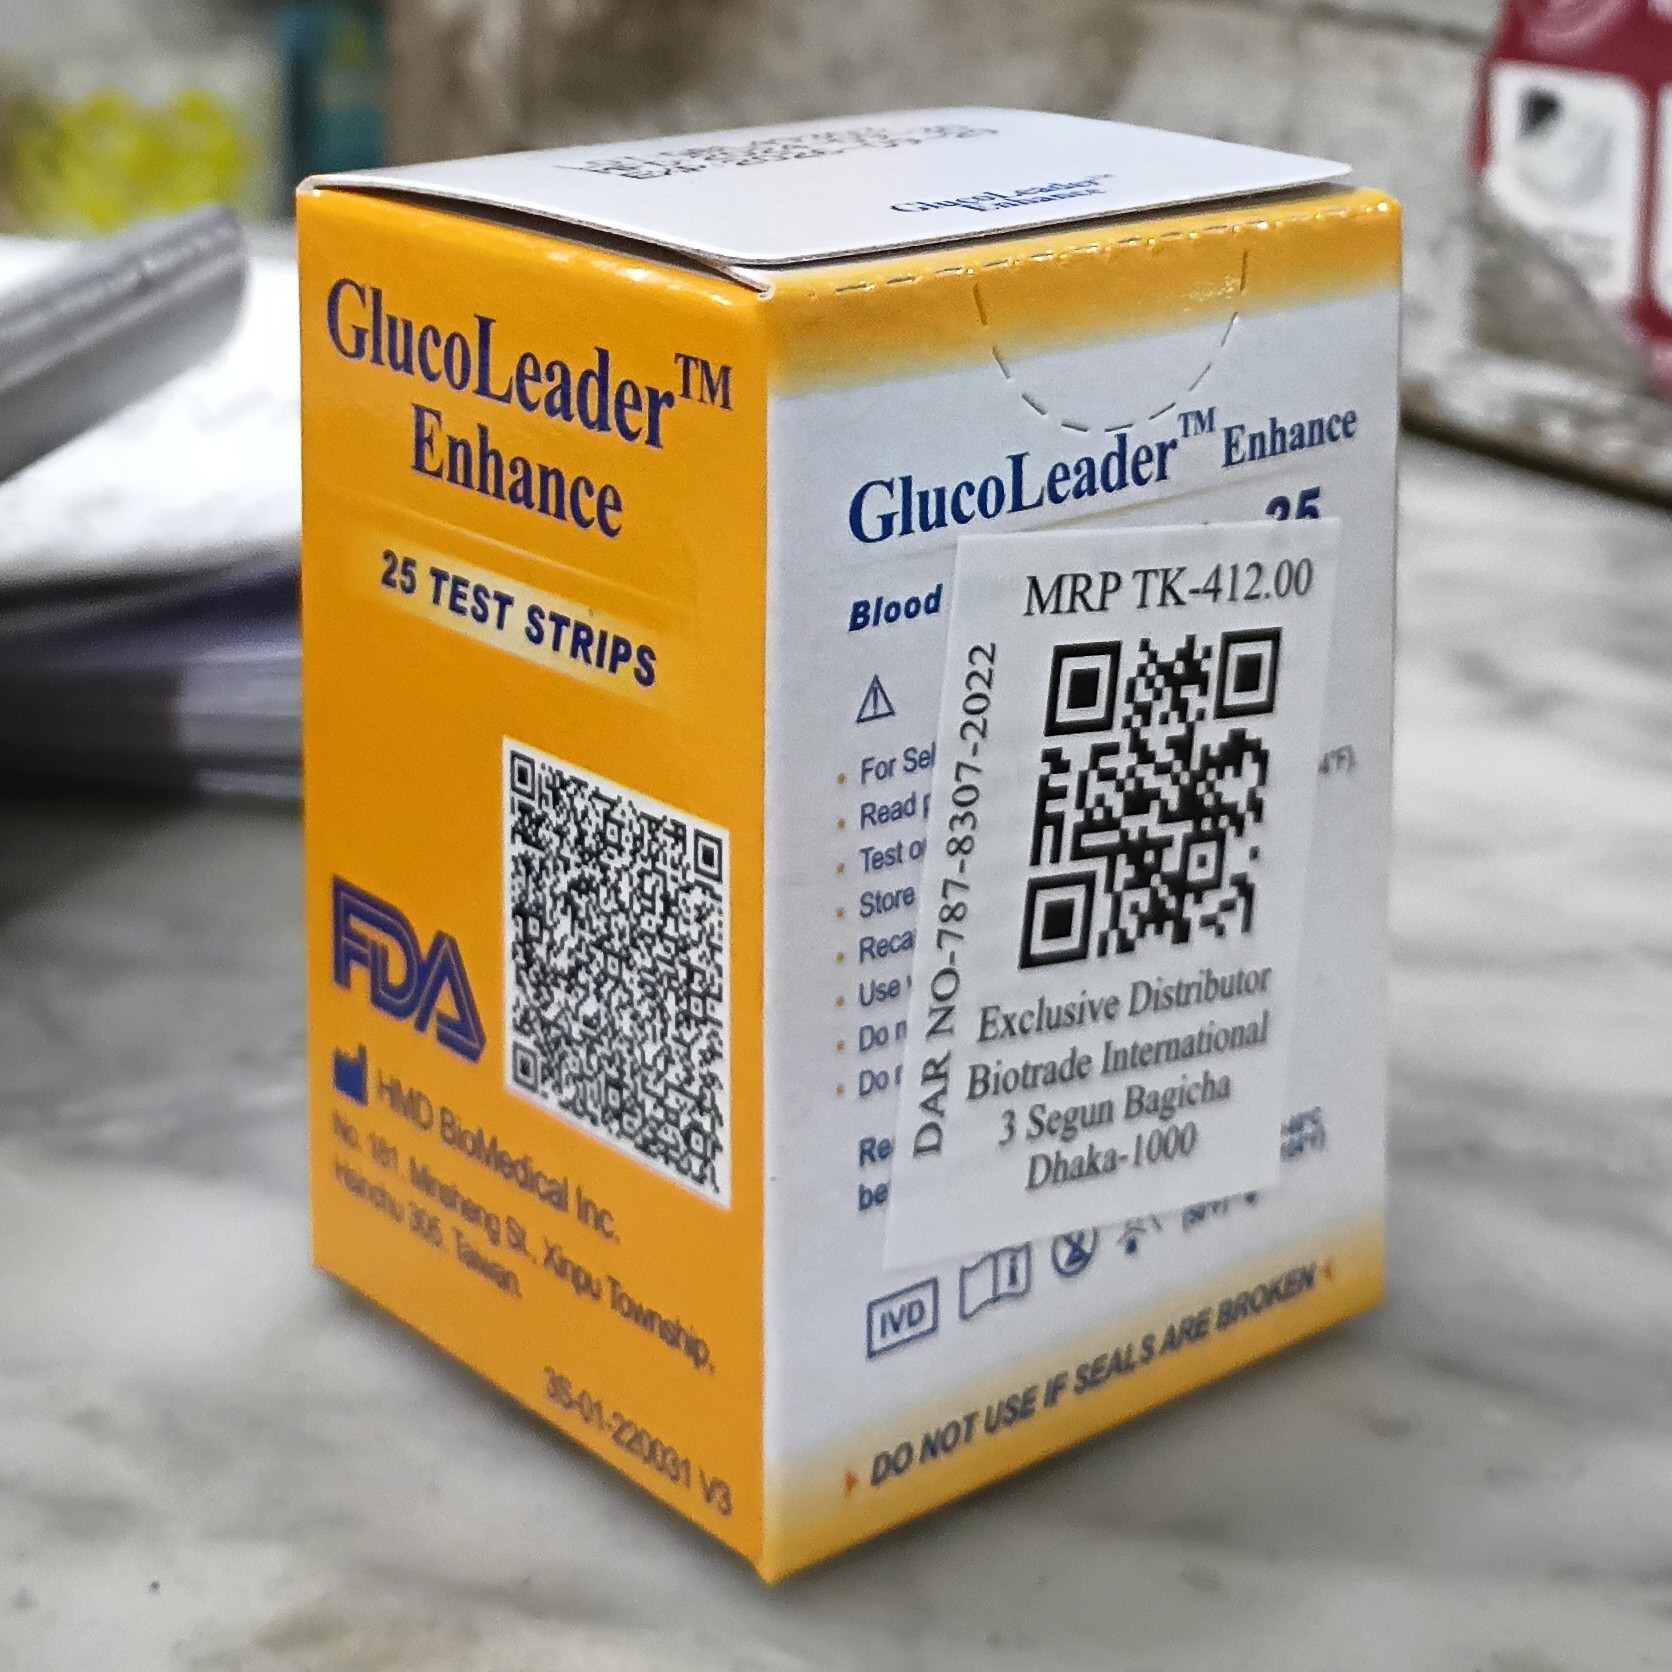 GlucoLeader™
Enhance
GlucoLeader™
Enhance
25 TEST STRIPS
FDA
HMD BioMedical Inc.
No. 181, Minsheng St., Xinpu Township,
Hsinchu 305, Taiwan.
3S-01-220031 V3
GlucoLeader™ Enhance
25
Blood
For Sel
Read
Test o
Store
Reca
Use
Do n
Do
Re
be
MRP TK-412.00
DAR NO-787-8307-2022
Exclusive Distributor
Biotrade International
3 Segun Bagicha
Dhaka-1000
4°F).
IVD
DO NOT USE IF SEALS ARE BROKEN